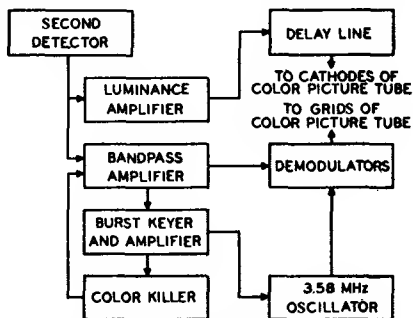 SECOND
DETECTOR
DELAY LINE
LUMINANCE
AMPLIFIER
TO CATHODES OF
COLOR PICTURE TUBE
TO GRIDS OF
COLOR PICTURE TUBE
BANDPASS
AMPLIFIER
DEMODULATORS
BURST KEYER
AND AMPLIFIER
COLOR KILLER
3.58 MHz
OSCILLATOR